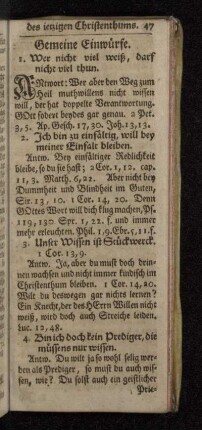 des ietzigen Christenthums. 47
Gemeine Einwürfe.
1. Wer nicht viel weiß, darf
nicht viel thun.
ANtwort: Wer aber den Weg zum
Heil muthwillens nicht wissen
will, der hat doppelte Verantwortung.
GOtt fodert beydes gar genau. 2 Pet.
3, 5. Ap. Gesch. 17, 30. Joh. 13, 13.
2. Ich bin zu einfältig, will bey
meiner Einfalt bleiben.
Antw. Bey einfältiger Redlichkeit
bleibe, so du sie hast; 2 Cor. 1, 12. cap.
11, 3. Matth. 6, 22. Aber nicht bey
Dummheit und Blindheit im Guten,
Sir. 13, 10. 1 Cor. 14, 20. Denn
GOttes Wort will dich klug machen, Ps.
119, 130 Spr. 1, 22. f. und immer
mehr erleuchten. Phil. 1, 9. Eb. 5, 11. f.
3. Unser Wissen ist Stückwerck.
1 Cor. 13, 9.
Antw. Ja, aber du must doch drin-
nen wachsen und nicht immer kindisch im
Christenthum bleiben. 1 Cor. 14, 20.
Wilt du deswegen gar nichts lernen?
Ein Knecht, der des HErrn Willen nicht
weiß, wird doch auch Streiche leiden.
Luc. 12, 48.
4. Bin ich doch kein Prediger, die
müssens nur wissen.
Antw. Du wilt ja so wohl selig wer-
den als Prediger, so must du auch wis-
sen, wie? Du solst auch ein geistlicher
Prie-